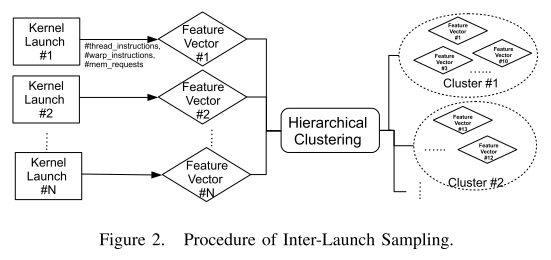 Kernel
Launch
#1
#thread_instructions,
#warp_instructions,
#mem_requests
Feature
Vector
#1
Kernel
Launch
#2
Feature
Vector
#2
Kernel
Launch
#N
Feature
Vector
#N
Hierarchical
Clustering
Feature
Vector
#1
Feature
Vector
#3
Feature
Vector
#10
......
Cluster #1
Feature
Vector
#13
......
Feature
Vector
#12
Cluster #2
Figure 2. Procedure of Inter-Launch Sampling.